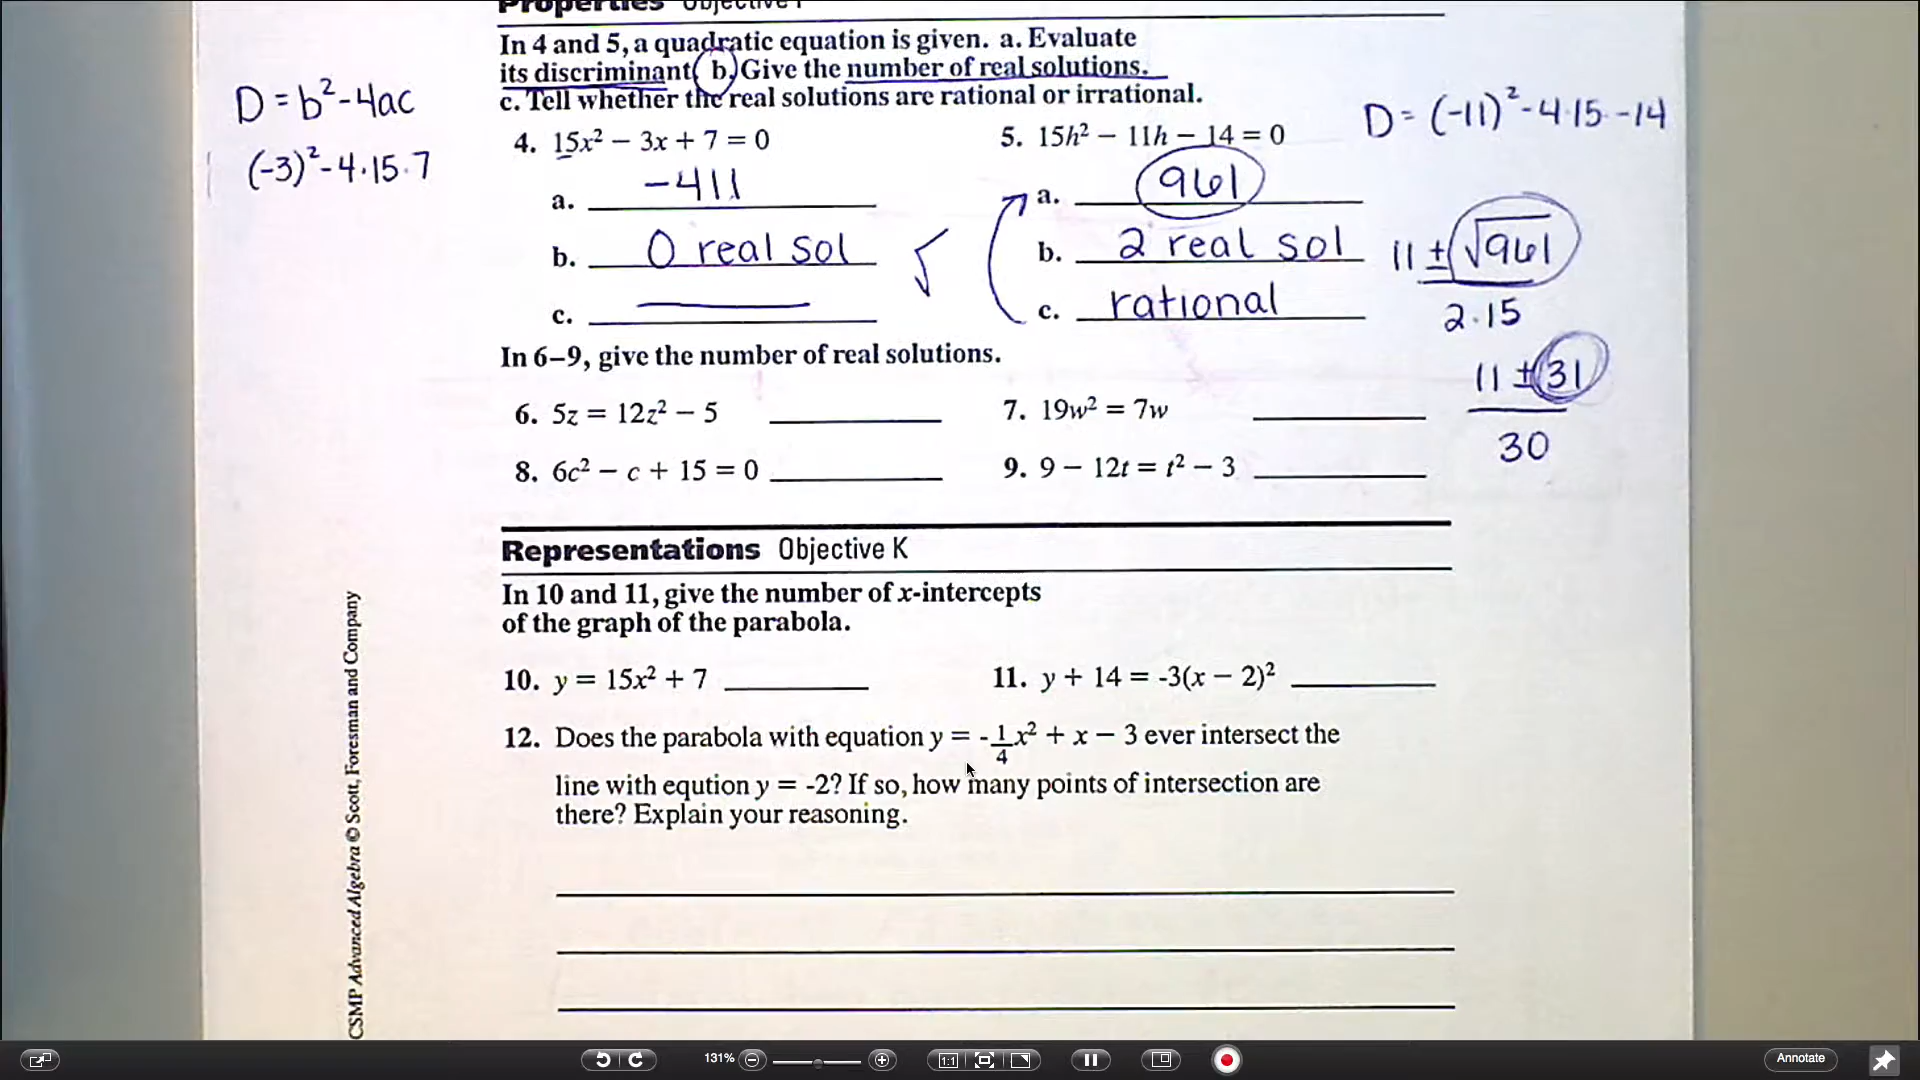 Properties Objective I
In 4 and 5, a quadratic equation is given. a. Evaluate
its discriminant b. Give the number of real solutions.
c. Tell whether the real solutions are rational or irrational.
D = b² - 4ac
(-3)² - 4 · 15 · 7
4. 15x² − 3x + 7 = 0
a. -411
b. 0 real sol
c. —
5. 15h² − 11h − 14 = 0
a. 961
b. 2 real sol
c. rational
D = (-11)² - 4 · 15 · -14
11 ± √961
2 · 15
11 ± 31
30
In 6–9, give the number of real solutions.
6. 5z = 12z² − 5
7. 19w² = 7w
8. 6c² − c + 15 = 0
9. 9 − 12t = t² − 3
Representations Objective K
In 10 and 11, give the number of x-intercepts
of the graph of the parabola.
10. y = 15x² + 7
11. y + 14 = -3(x − 2)²
12. Does the parabola with equation y = -1/4x² + x − 3 ever intersect the
line with eqution y = -2? If so, how many points of intersection are
there? Explain your reasoning.
CSMP Advanced Algebra © Scott, Foresman and Company
131%
1:1
Annotate